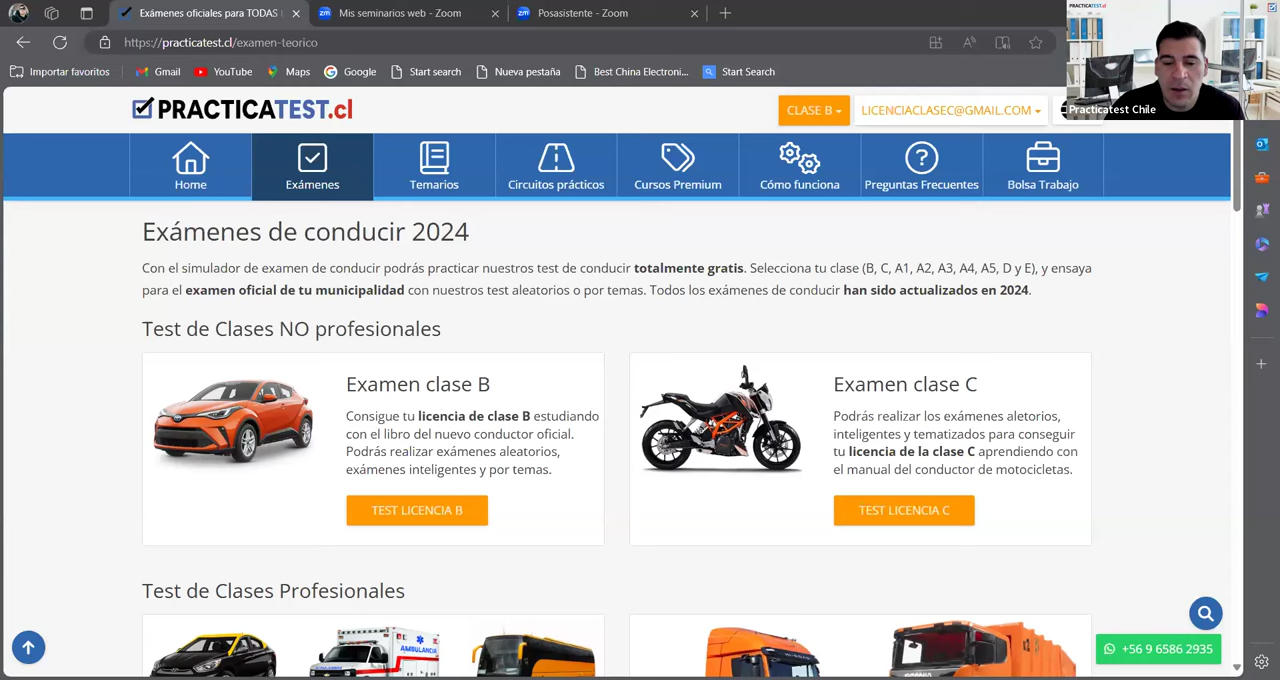 Exámenes oficiales para TODAS
Mis seminarios web - Zoom
Posasistente - Zoom
https://practicatest.cl/examen-teorico
Importar favoritos
Gmail
YouTube
Maps
Google
Start search
Nueva pestaña
Best China Electroni...
Start Search
PRACTICATEST.cl
Practicatest Chile
PRACTICATEST.cl
CLASE B
LICENCIACLASEC@GMAIL.COM
Home
Exámenes
Temarios
Circuitos prácticos
Cursos Premium
Cómo funciona
Preguntas Frecuentes
Bolsa Trabajo
Exámenes de conducir 2024
Con el simulador de examen de conducir podrás practicar nuestros test de conducir totalmente gratis. Selecciona tu clase (B, C, A1, A2, A3, A4, A5, D y E), y ensaya
para el examen oficial de tu municipalidad con nuestros test aleatorios o por temas. Todos los exámenes de conducir han sido actualizados en 2024.
Test de Clases NO profesionales
Examen clase B
Consigue tu licencia de clase B estudiando
con el libro del nuevo conductor oficial.
Podrás realizar exámenes aleatorios,
exámenes inteligentes y por temas.
TEST LICENCIA B
Examen clase C
Podrás realizar los exámenes aletorios,
inteligentes y tematizados para conseguir
tu licencia de la clase C aprendiendo con
el manual del conductor de motocicletas.
TEST LICENCIA C
Test de Clases Profesionales
AMBULANCIA
+56 9 6586 2935